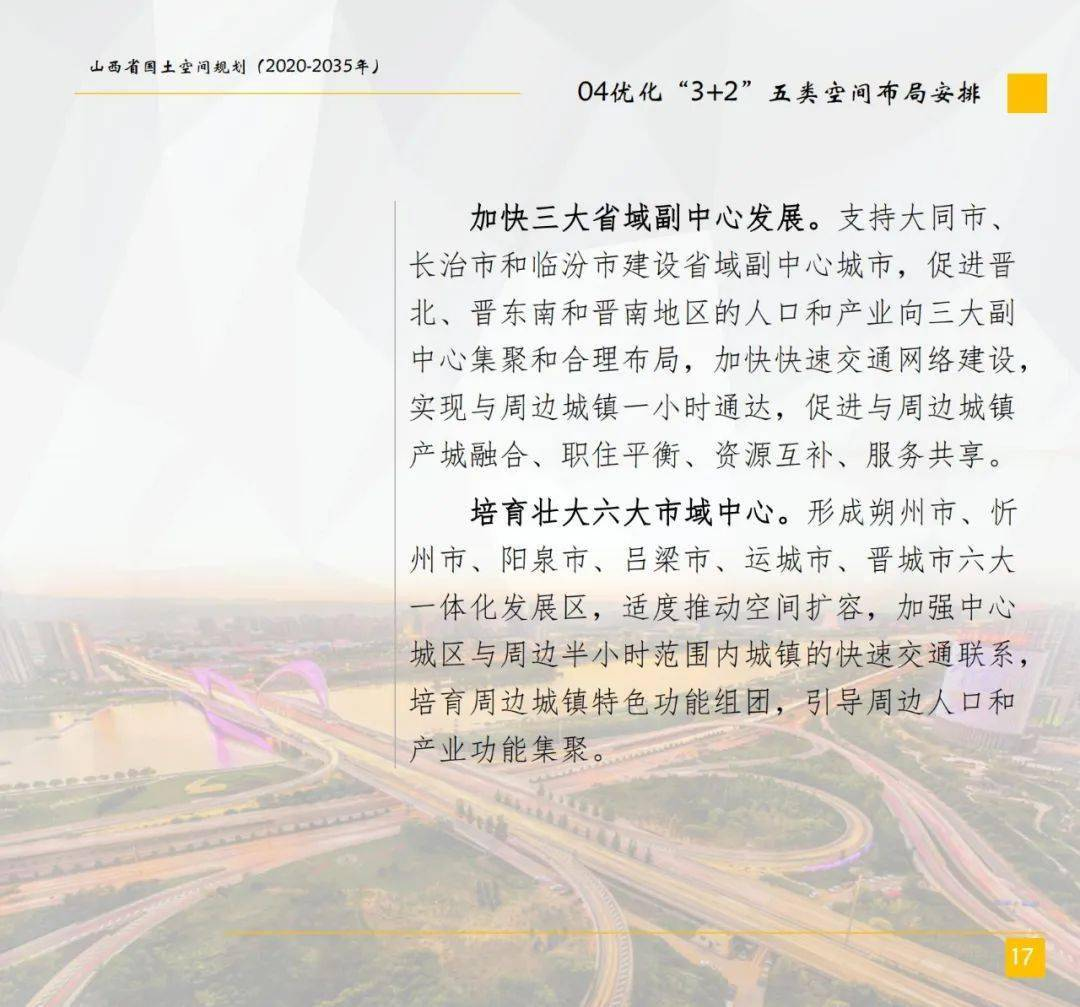 山西省国土空间规划（2020-2035年）
04优化“3+2”五类空间布局安排
加快三大省域副中心发展。支持大同市、
长治市和临汾市建设省域副中心城市，促进晋
北、晋东南和晋南地区的人口和产业向三大副
中心集聚和合理布局，加快快速交通网络建设，
实现与周边城镇一小时通达，促进与周边城镇
产城融合、职住平衡、资源互补、服务共享。
培育壮大六大市域中心。形成朔州市、忻
州市、阳泉市、吕梁市、运城市、晋城市六大
一体化发展区，适度推动空间扩容，加强中心
城区与周边半小时范围内城镇的快速交通联系，
培育周边城镇特色功能组团，引导周边人口和
产业功能集聚。
17